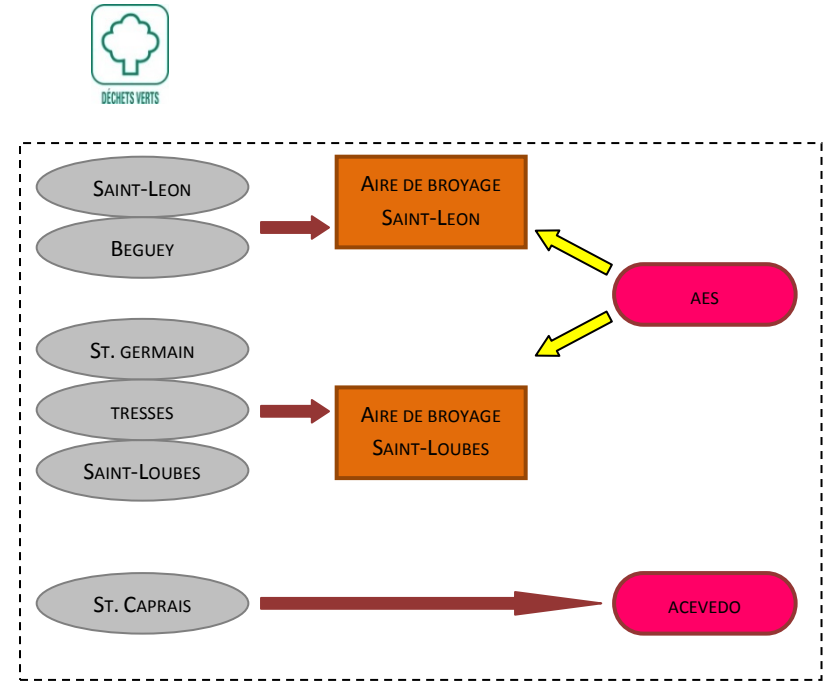 DÉCHETS VERTS
SAINT-LEON
BEGUEY
AIRE DE BROYAGE
SAINT-LEON
AES
ST. GERMAIN
TRESSES
SAINT-LOUBES
AIRE DE BROYAGE
SAINT-LOUBES
ST. CAPRAIS
ACEVEDO